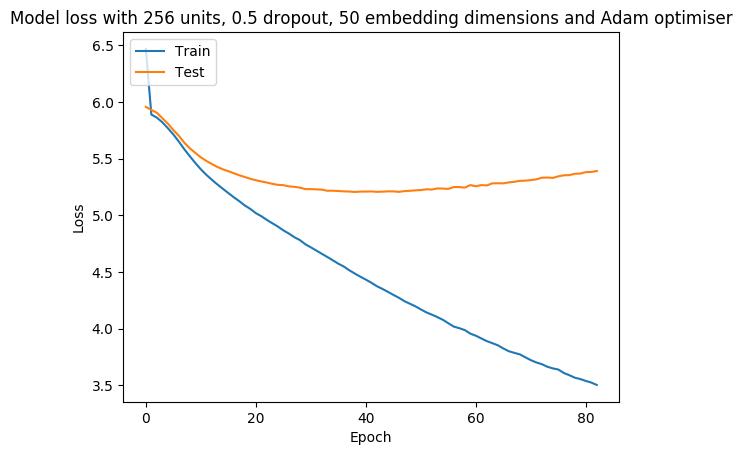 Model loss with 256 units, 0.5 dropout, 50 embedding dimensions and Adam optimiser
6.5
Train
Test
6.0
5.5
5.0
Loss
4.5
4.0
3.5
0 20 40 60 80
Epoch